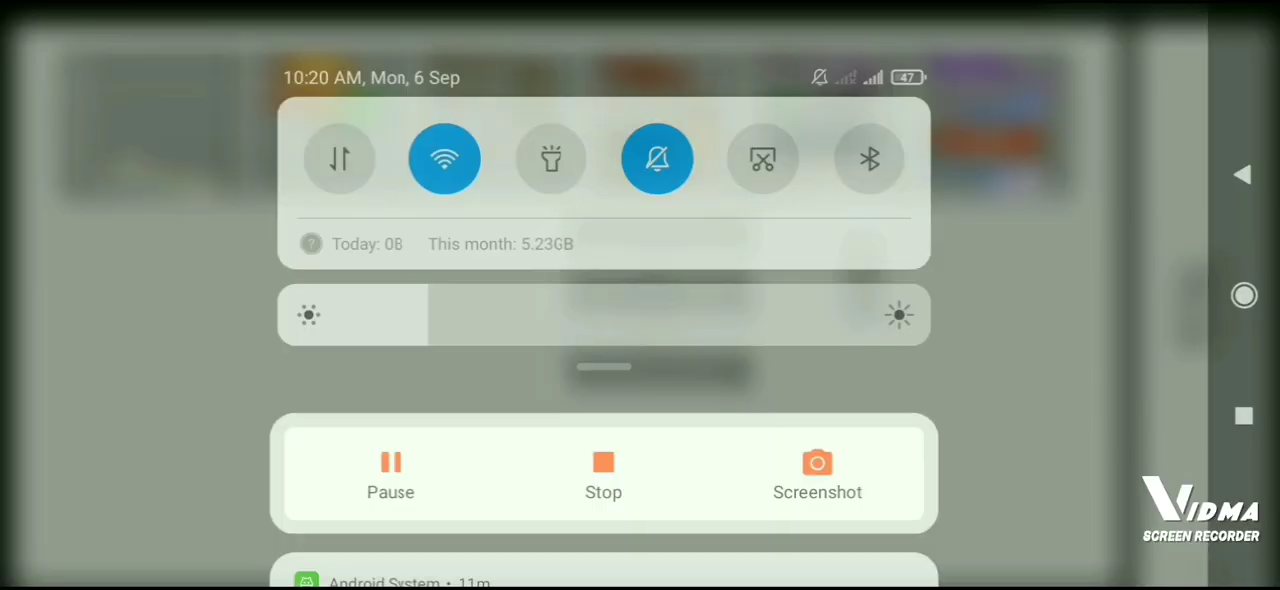 10:20 AM, Mon, 6 Sep
47
Today: 0B This month: 5.23GB
Pause Stop Screenshot
VIDMA
SCREEN RECORDER
Android System • 11m